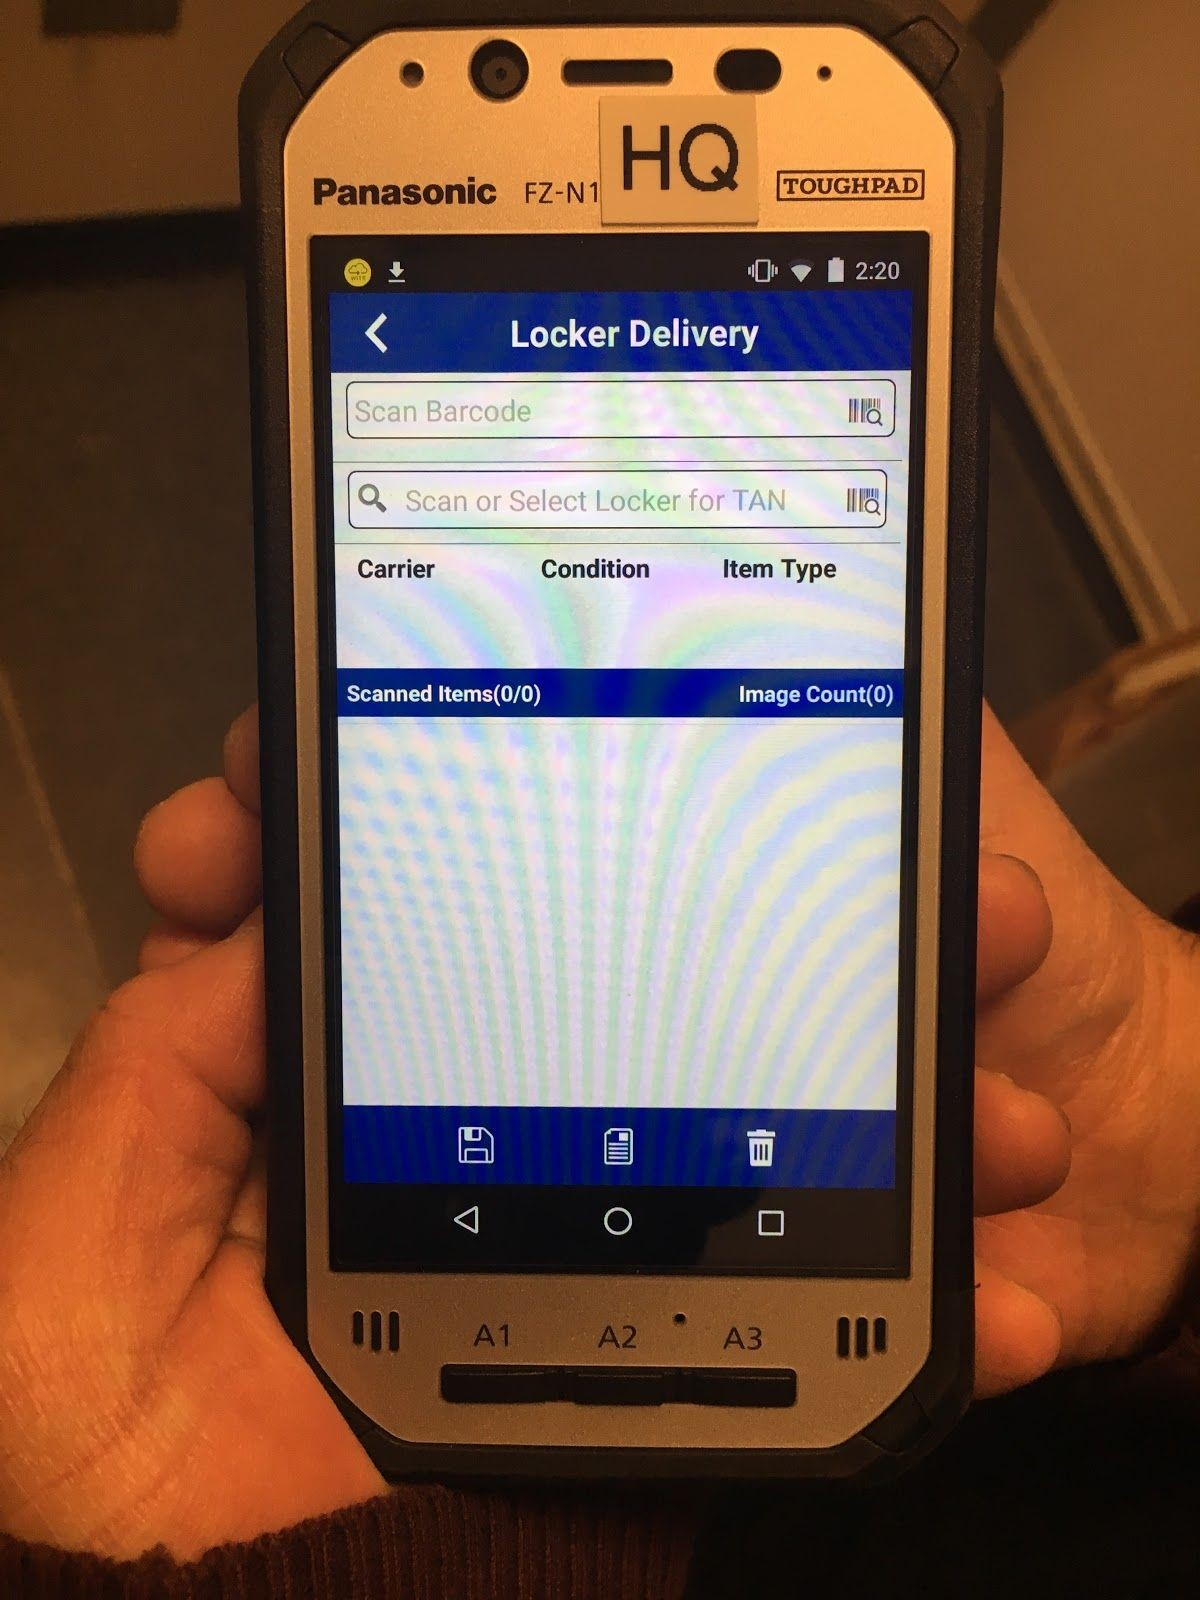 HQ
Panasonic FZ-N1 TOUGHPAD
2:20
Locker Delivery
Scan Barcode
Scan or Select Locker for TAN
Carrier Condition Item Type
Scanned Items(0/0) Image Count(0)
A1 A2 A3